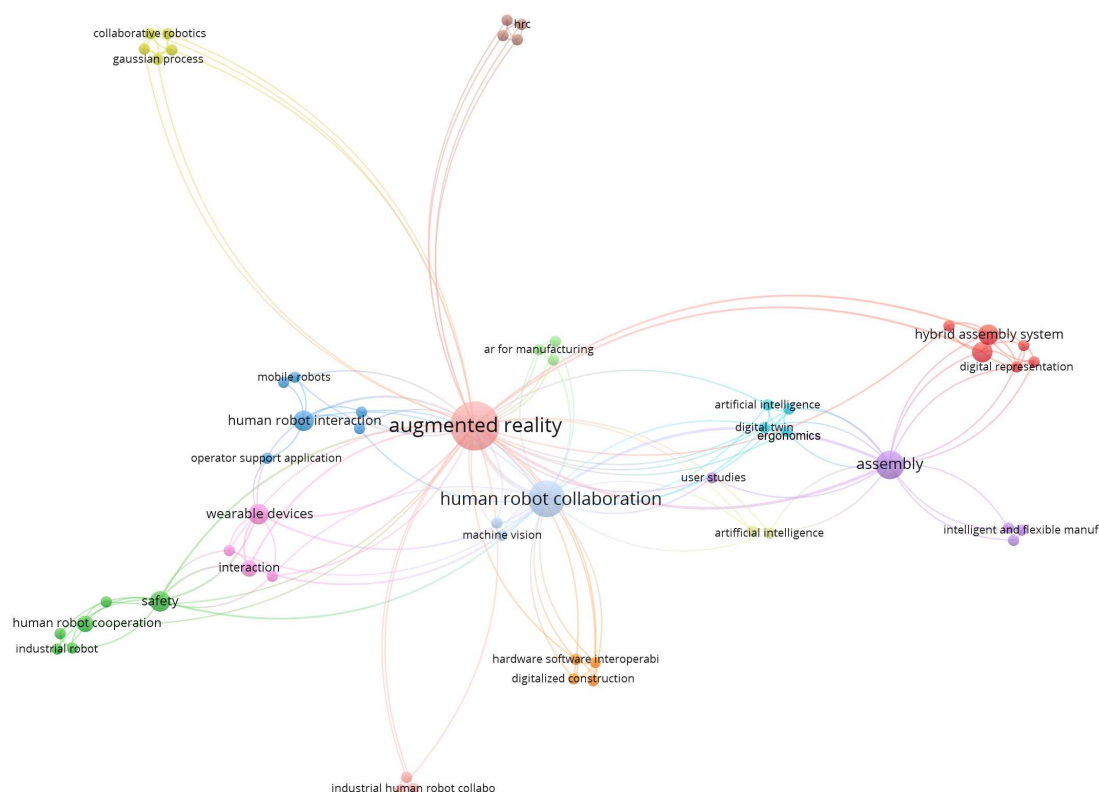 hrc
collaborative robotics
gaussian process
hybrid assembly system
ar for manufacturing
digital representation
mobile robots
artificial intelligence
human robot interaction
augmented reality
digital twin
ergonomics
operator support application
assembly
user studies
human robot collaboration
wearable devices
machine vision
artifficial intelligence
intelligent and flexible manuf
interaction
safety
human robot cooperation
industrial robot
hardware software interoperabi
digitalized construction
industrial human robot collabo